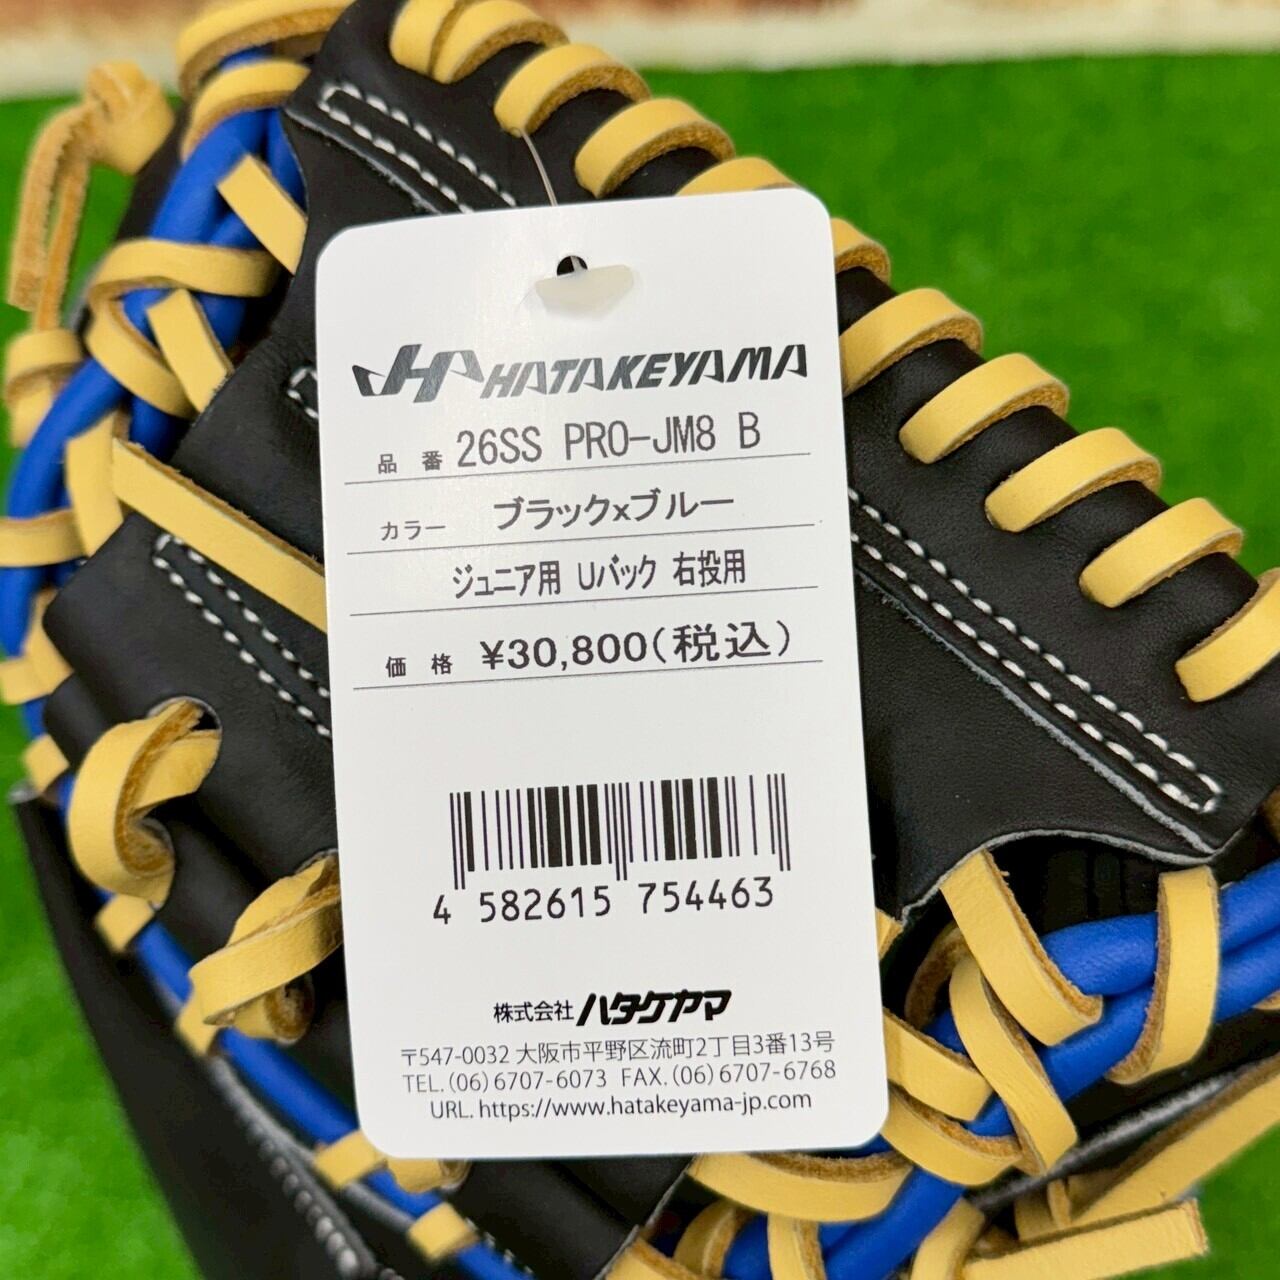 HATAKEYAMA
品番 26SS PRO-JM8 B
カラー ブラック×ブルー
ジュニア用 Uバック 右投用
価格 ¥30,800(税込)
4 582615 754463
株式会社ハタケヤマ
〒547-0032 大阪市平野区流町2丁目3番13号
TEL.(06)6707-6073 FAX.(06)6707-6768
URL. https://www.hatakeyama-jp.com